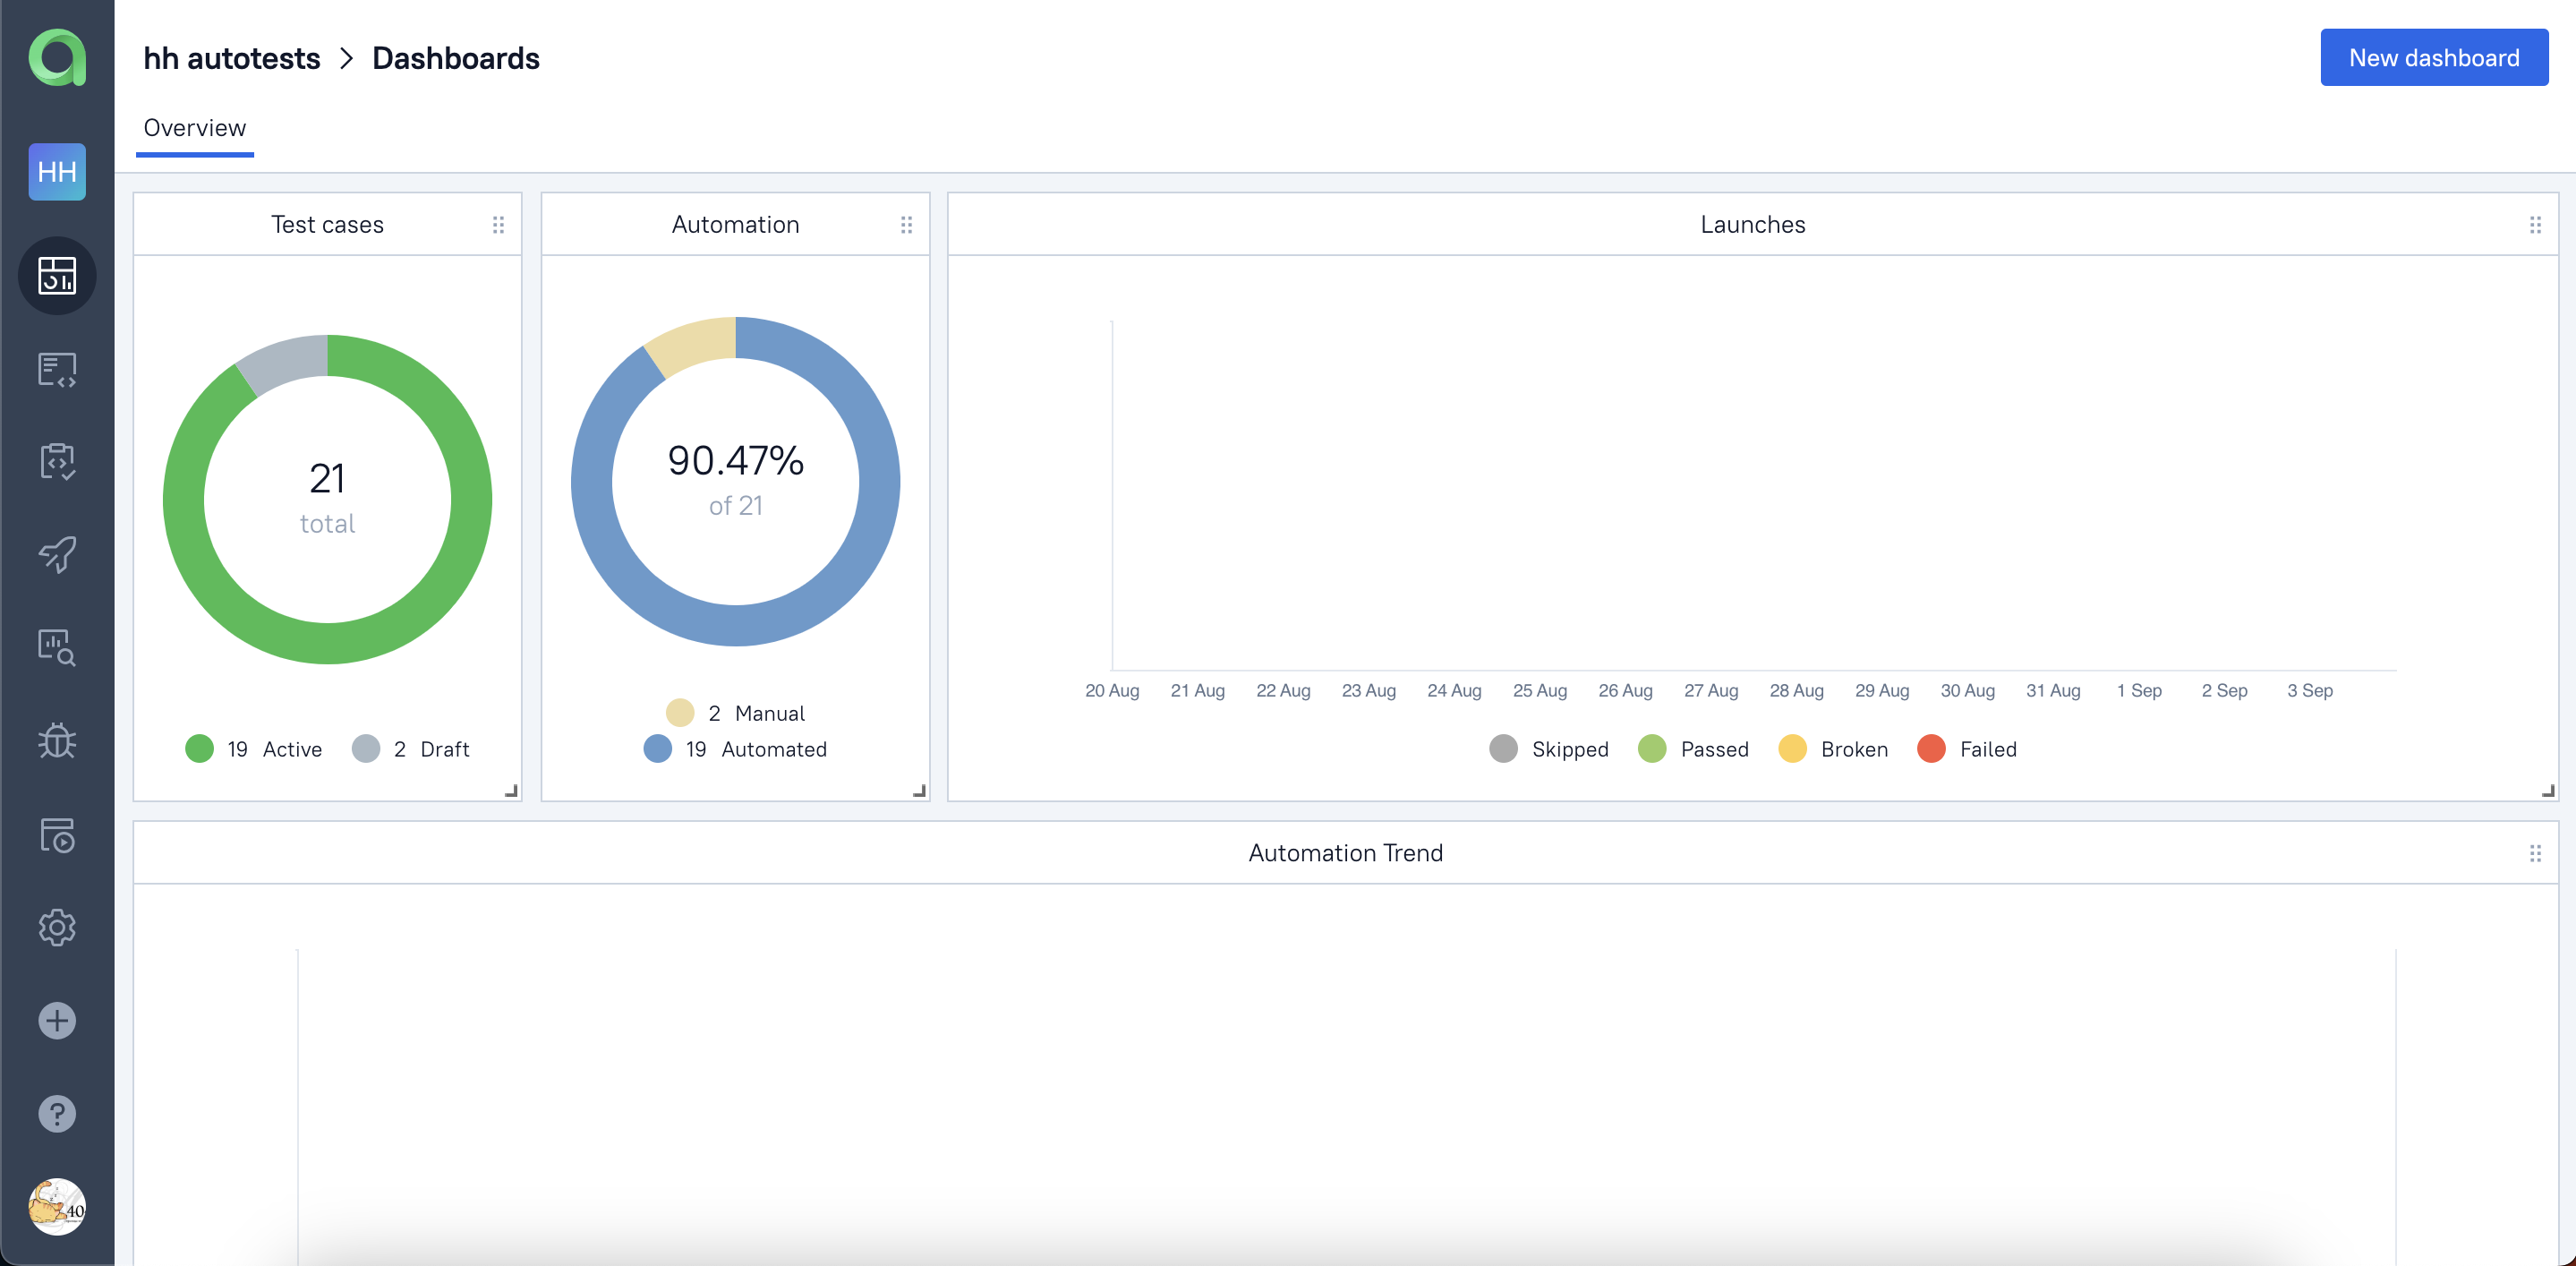 hh autotests > Dashboards
New dashboard
Overview
HH
Test cases
21
total
19 Active
2 Draft
Automation
90.47%
of 21
2 Manual
19 Automated
Launches
20 Aug 21 Aug 22 Aug 23 Aug 24 Aug 25 Aug 26 Aug 27 Aug 28 Aug 29 Aug 30 Aug 31 Aug 1 Sep 2 Sep 3 Sep
Skipped Passed Broken Failed
Automation Trend
?
40